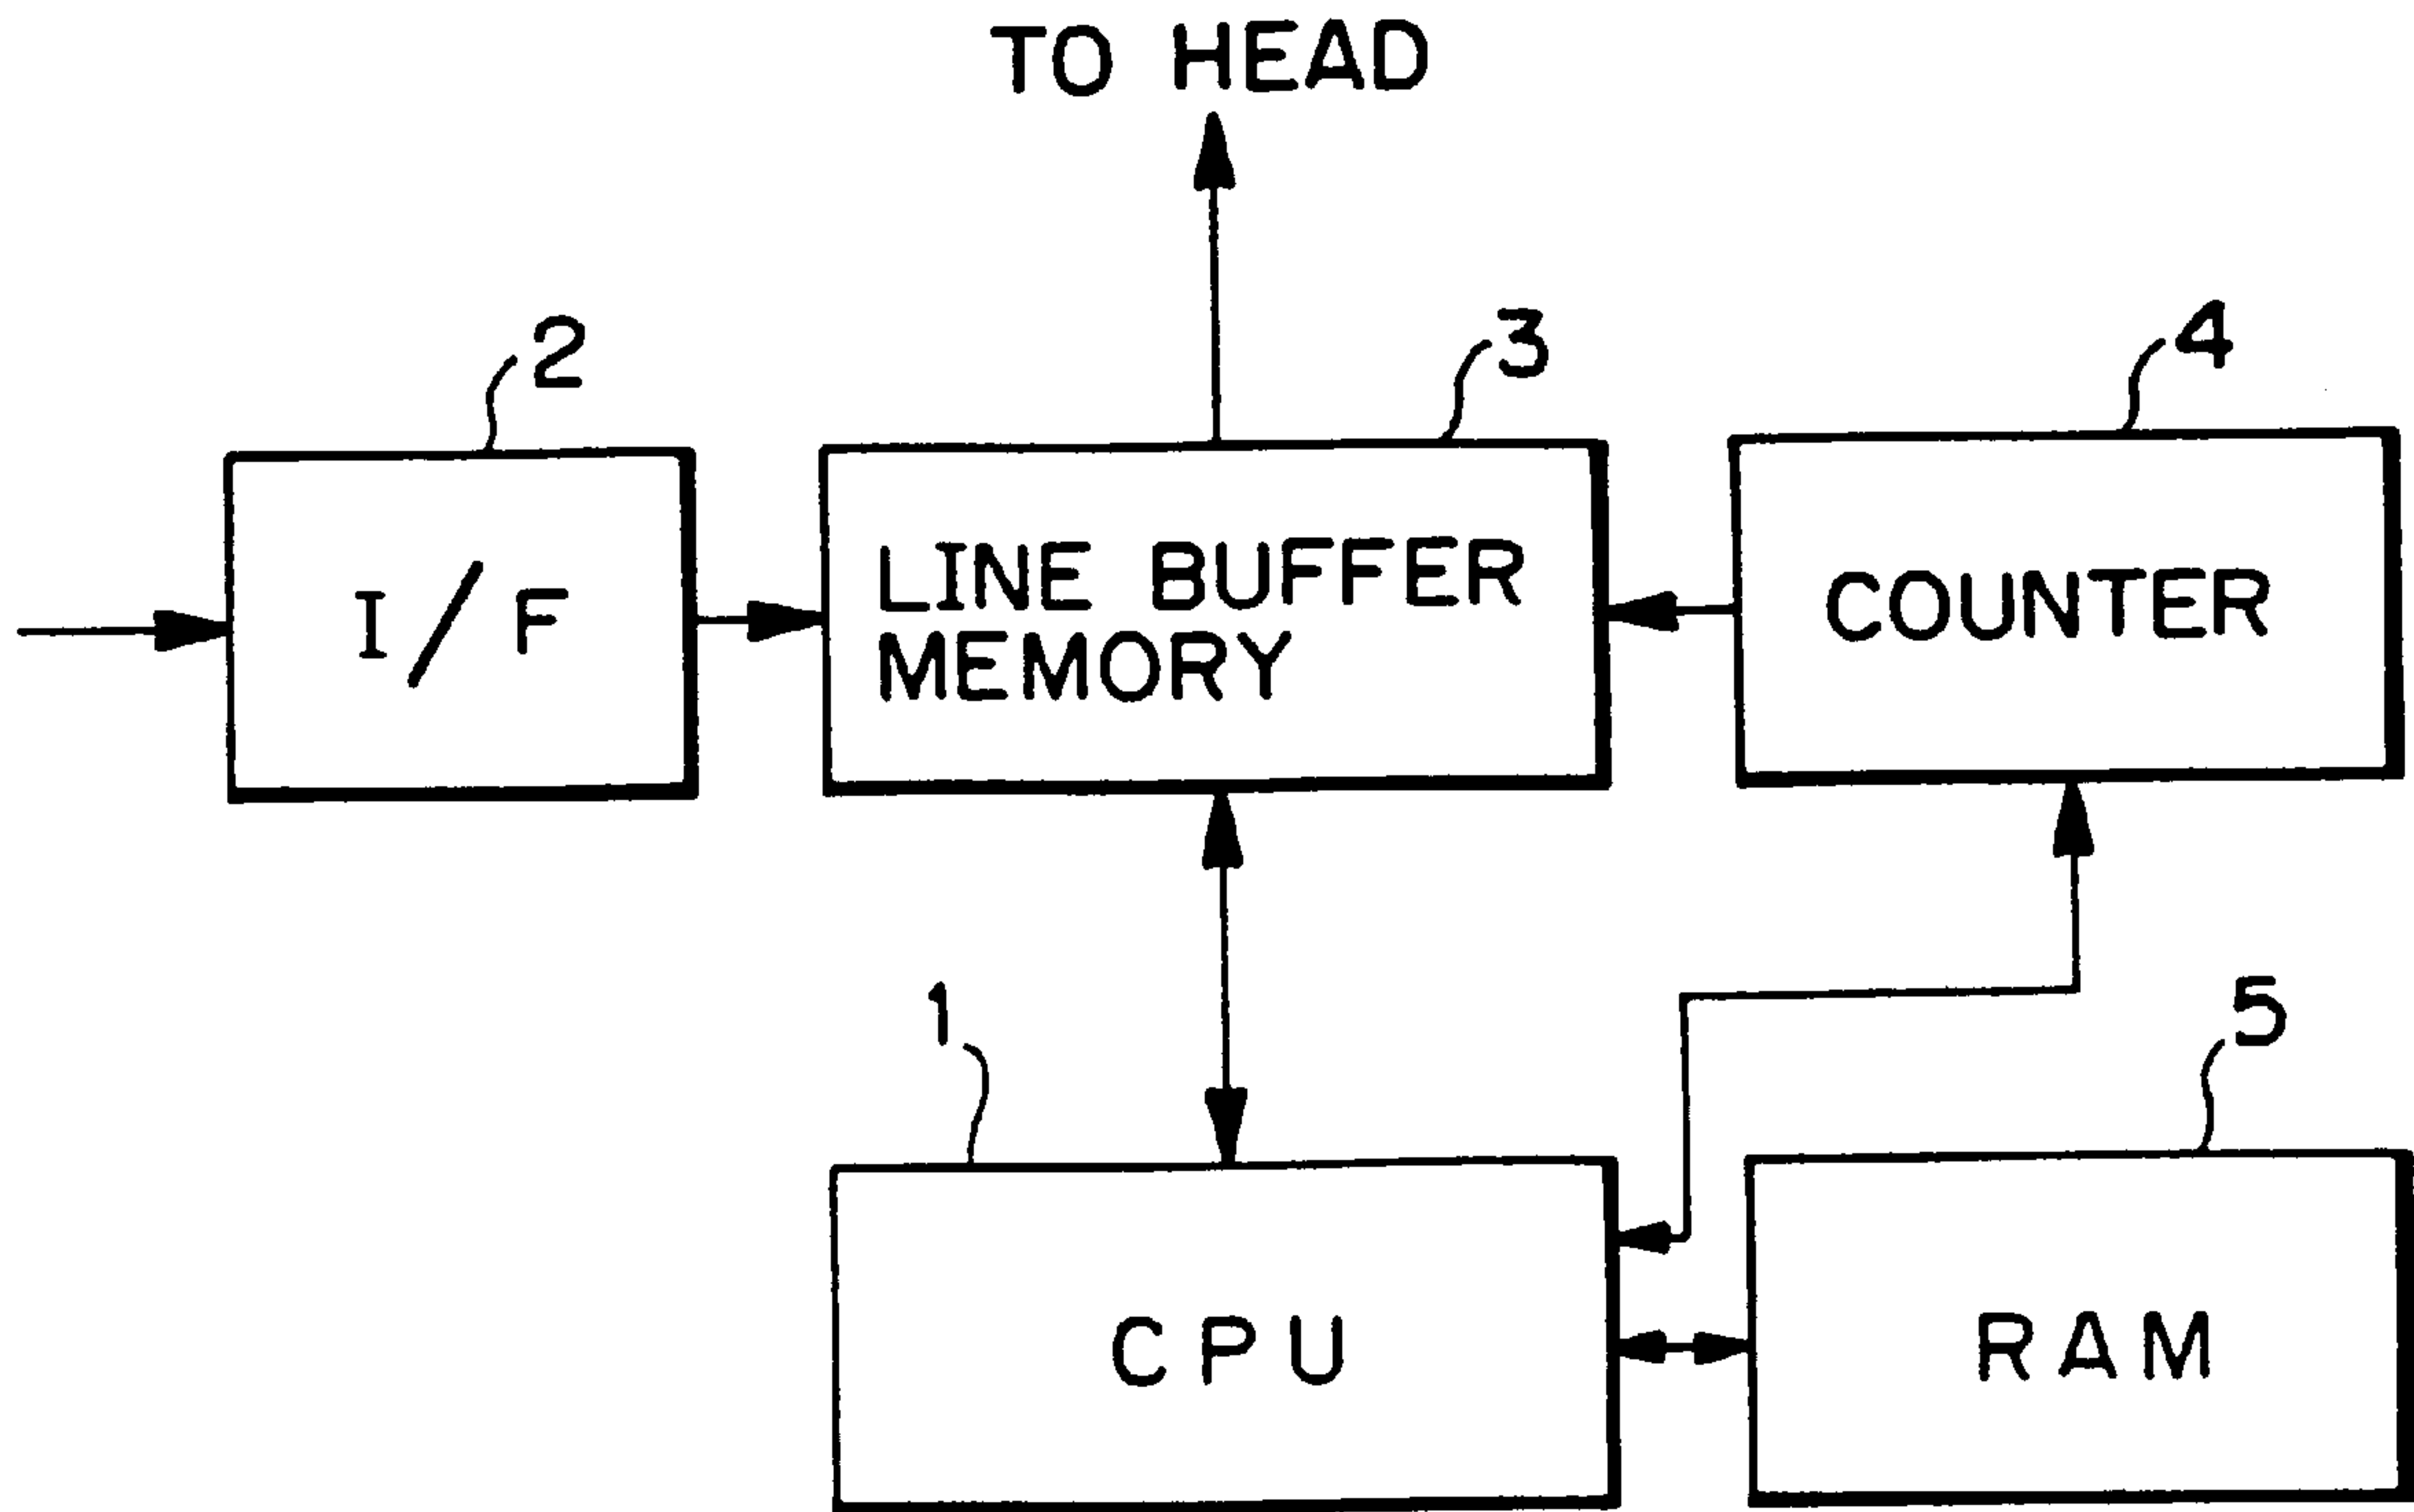 TO HEAD
2
3
4
I/F
LINE BUFFER
MEMORY
COUNTER
1
5
CPU
RAM